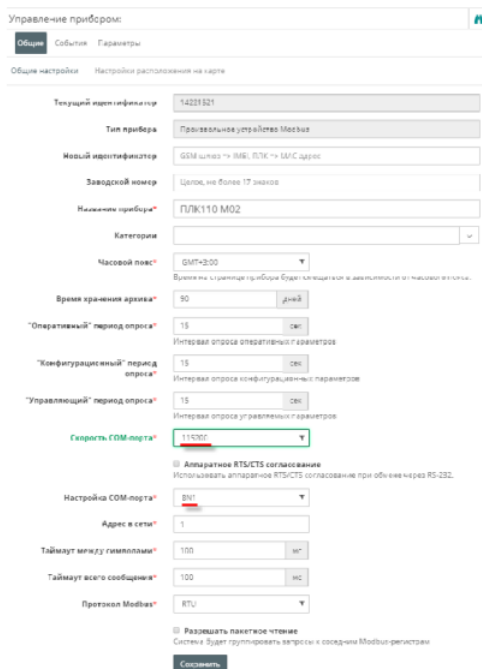 Управление прибором:
Общие События Параметры
Общие настройки Настройки расположения на карте
Текущий идентификатор 14221521
Тип прибора Произвольное устройство Modbus
Новый идентификатор GSM шлюз => IMEI, ПЛК => MAC адрес
Заводской номер Целое, не более 17 знаков
Название прибора* ПЛК110 М02
Категории
Часовой пояс* GMT+3:00
Время на странице прибора будет смещаться в зависимости от часового пояса.
Время хранения архива* 90 дней
"Оперативный" период опроса* 15 сек
Интервал опроса оперативных параметров
"Конфигурационный" период 15 сек
опроса*
Интервал опроса конфигурационных параметров
"Управляющий" период опроса* 15 сек
Интервал опроса управляемых параметров
Скорость COM-порта* 115200
Аппаратное RTS/CTS согласование
Использовать аппаратное RTS/CTS согласование при обмене через RS-232.
Настройка COM-порта* 8N1
Адрес в сети* 1
Таймаут между символами* 100 мс
Таймаут всего сообщения* 100 мс
Протокол Modbus* RTU
Разрешать пакетное чтение
Система будет группировать запросы к соседним Modbus-регистрам
Сохранить